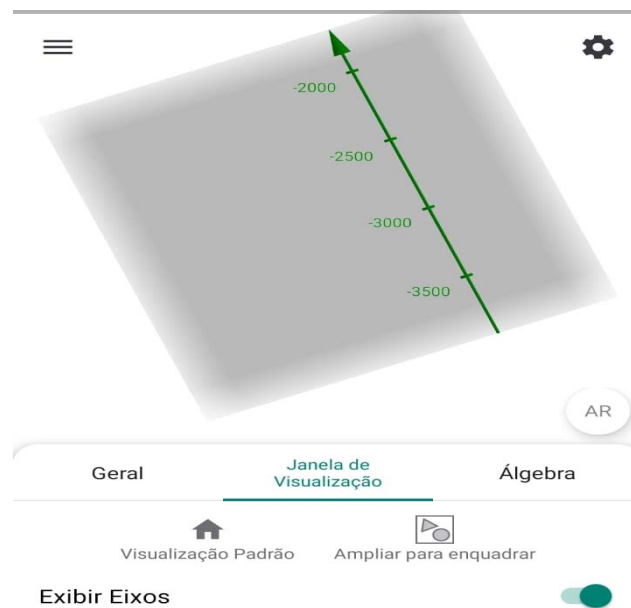 -2000
-2500
-3000
-3500
AR
Geral
Janela de
Visualização
Álgebra
Visualização Padrão
Ampliar para enquadrar
Exibir Eixos